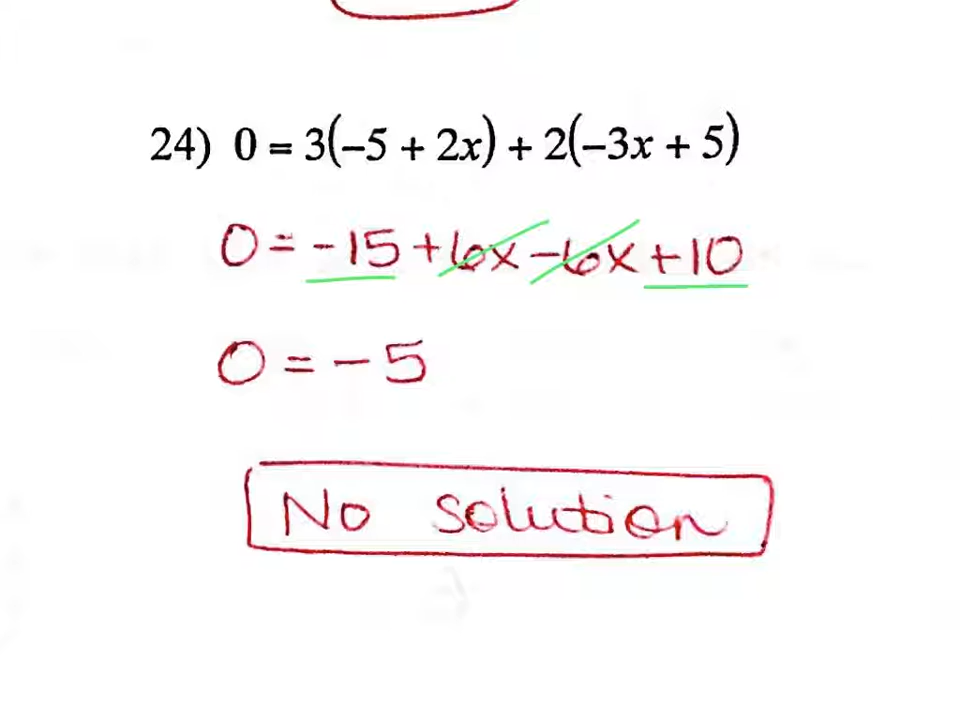 24) 0 = 3(−5 + 2x) + 2(−3x + 5)
0 = -15 + 6x - 6x + 10
0 = -5
No solution